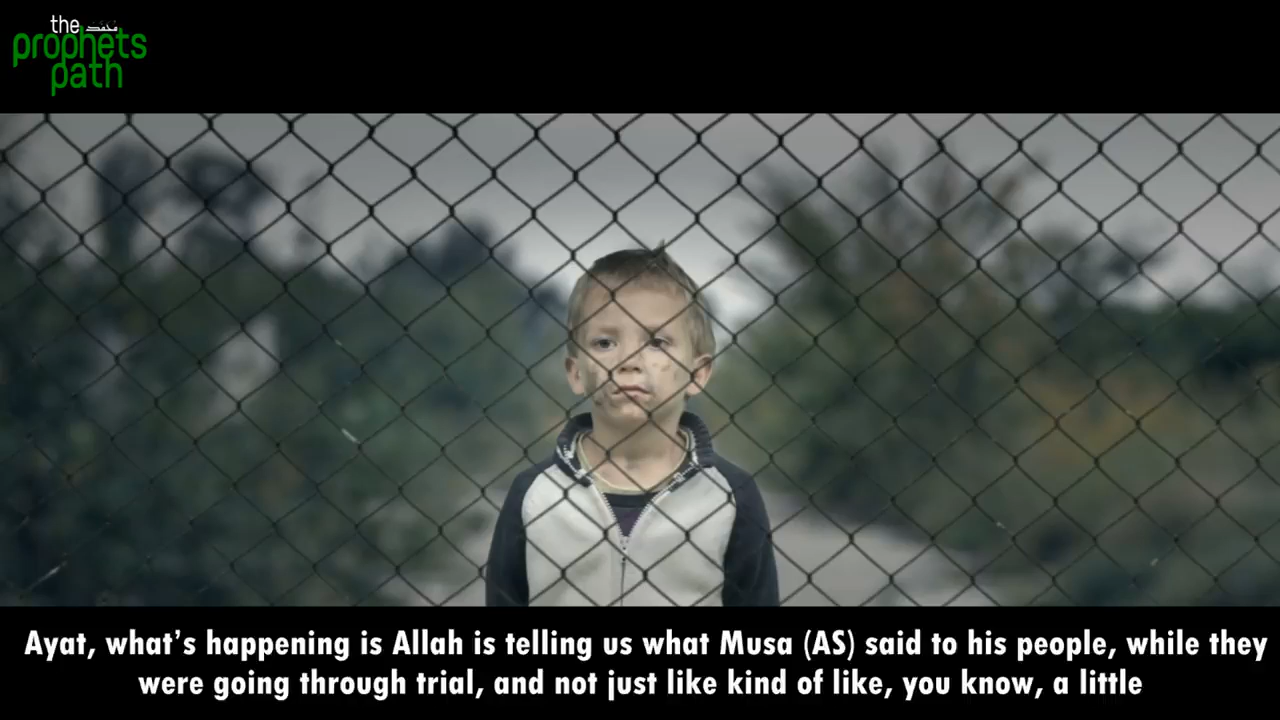 the محمد
prophets
path
Ayat, what's happening is Allah is telling us what Musa (AS) said to his people, while they
were going through trial, and not just like kind of like, you know, a little